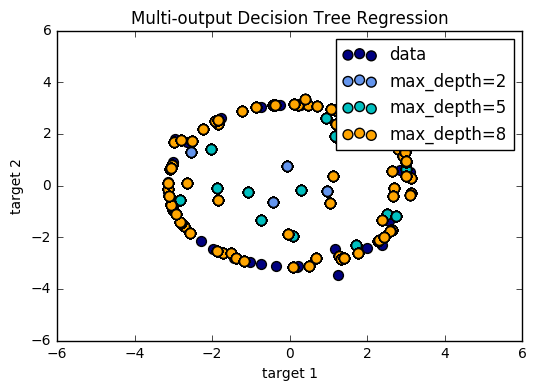 Multi-output Decision Tree Regression
data
max_depth=2
max_depth=5
max_depth=8
6
4
2
0
−2
−4
−6
target 2
−6
−4
−2
0
2
4
6
target 1